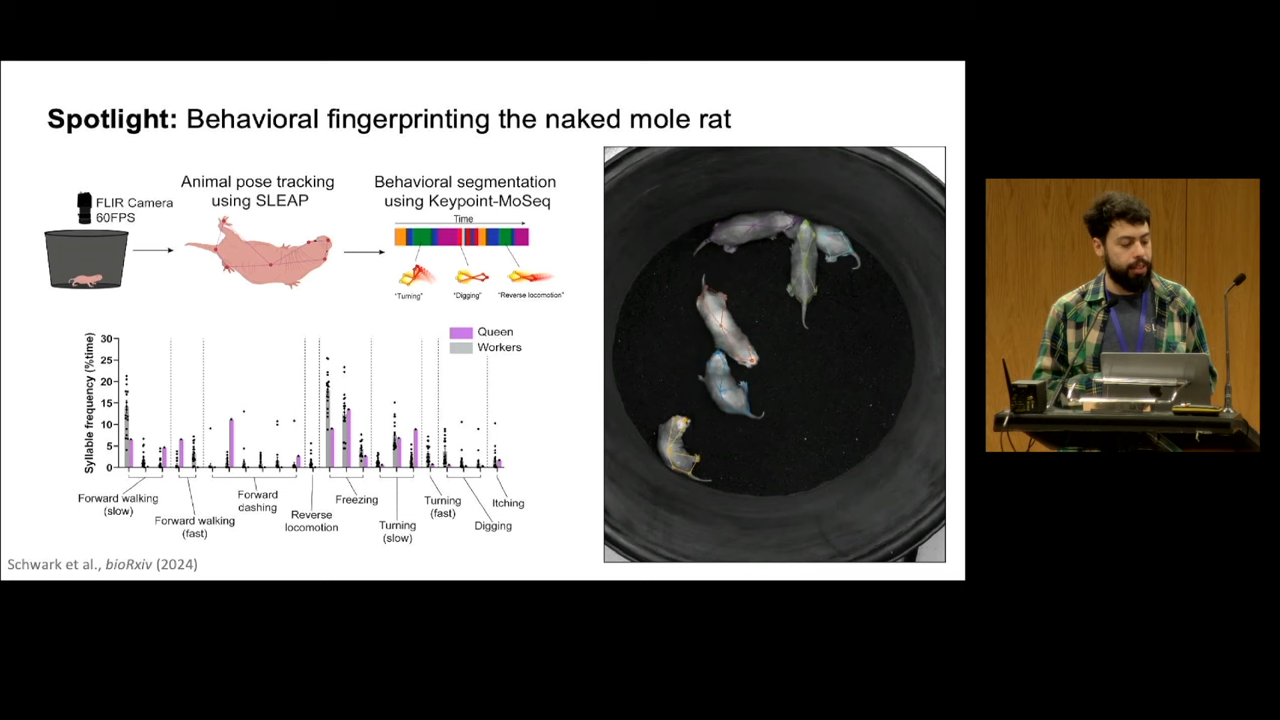 Spotlight: Behavioral fingerprinting the naked mole rat
FLIR Camera
60FPS
Animal pose tracking
using SLEAP
Behavioral segmentation
using Keypoint-MoSeq
Time
"Turning"
"Digging"
"Reverse locomotion"
Queen
Workers
Syllable frequency (%time)
30
25
20
15
10
5
0
Forward walking
(slow)
Forward walking
(fast)
Forward
dashing
Reverse
locomotion
Freezing
Turning
(slow)
Turning
(fast)
Digging
Itching
Schwark et al., bioRxiv (2024)